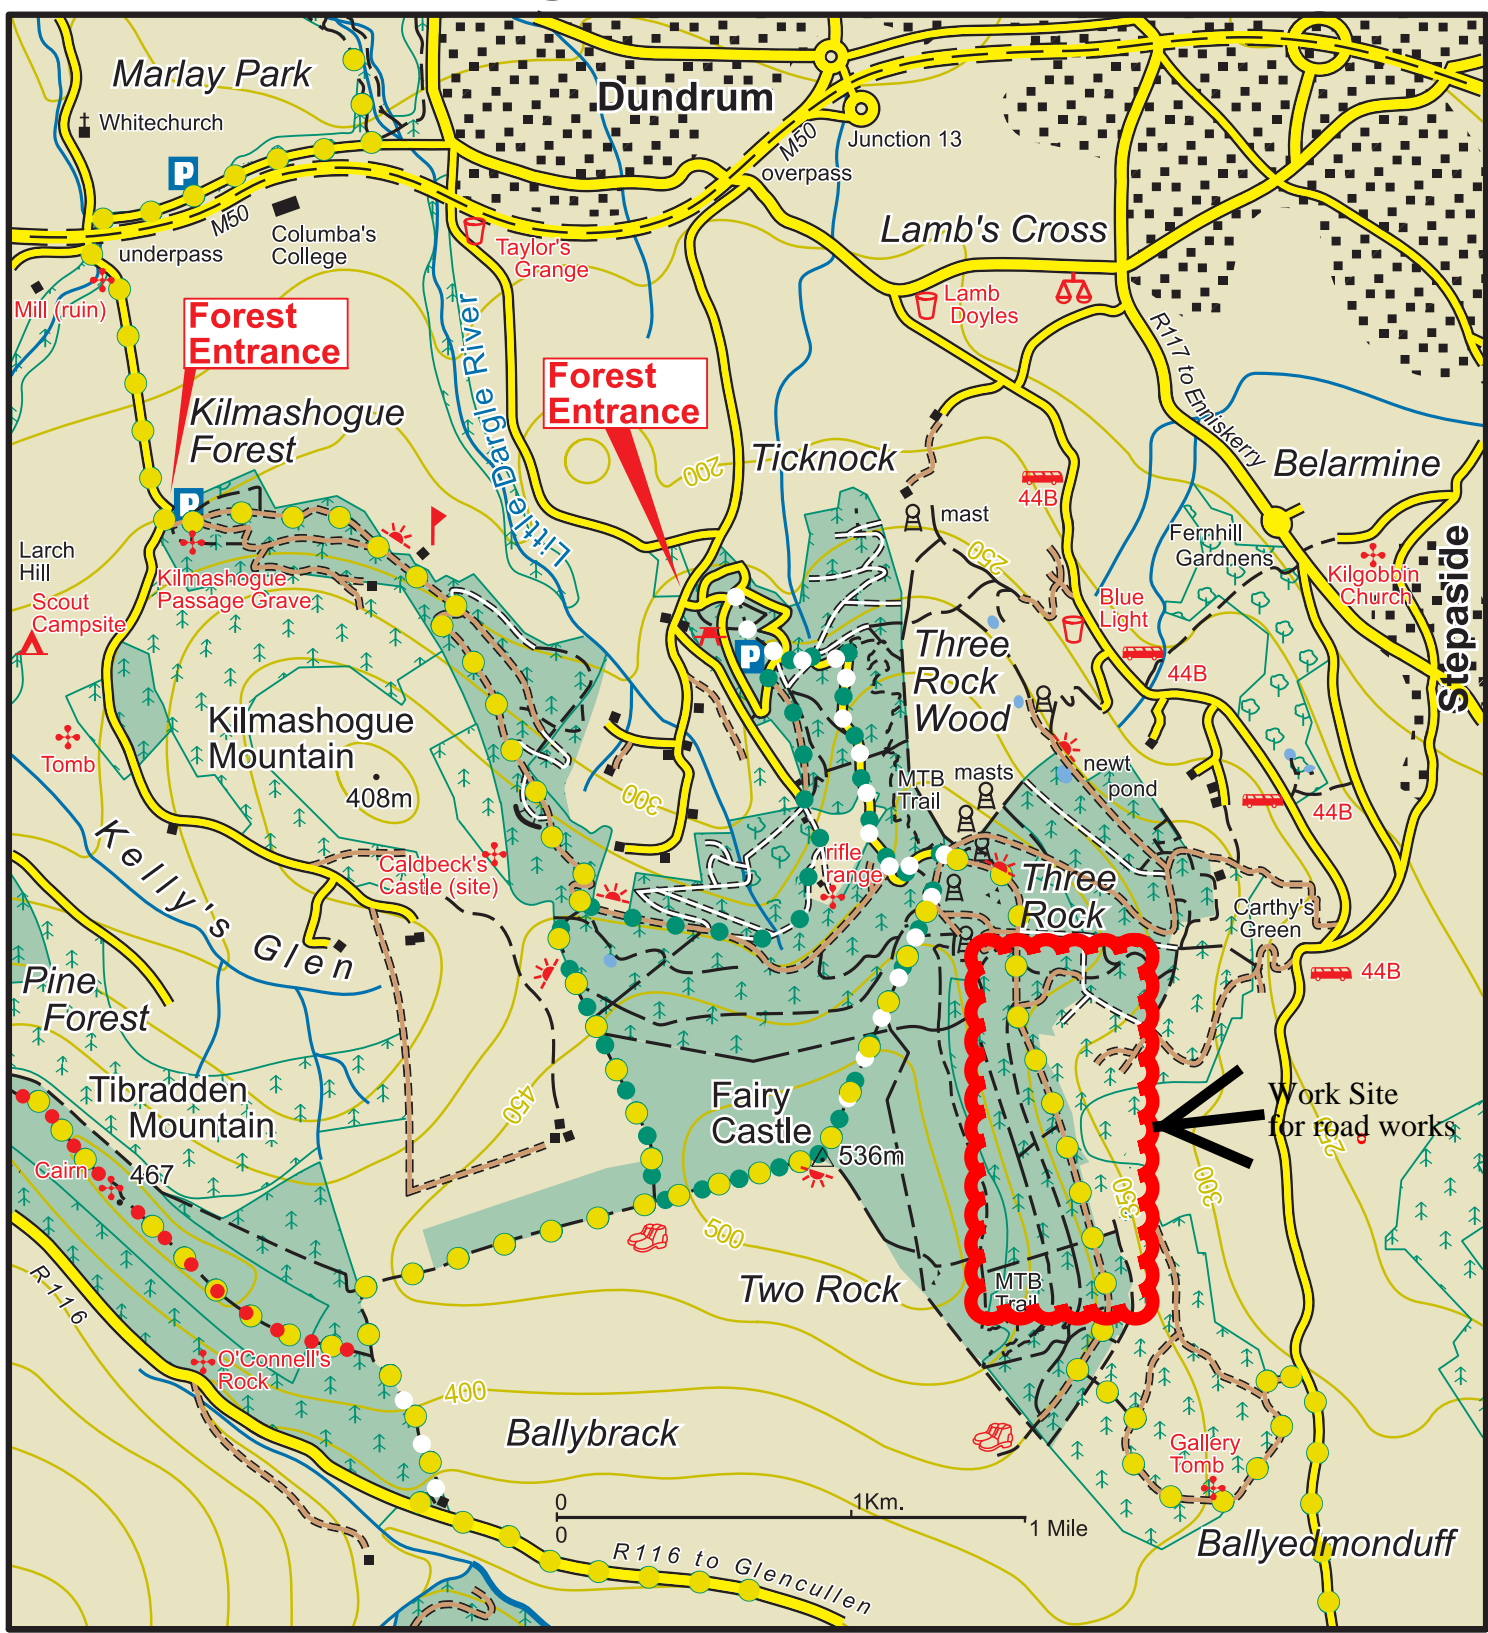 Marlay Park
Whitechurch
Dundrum
Junction 13
M50
overpass
P
M50
Columba's
College
underpass
Taylor's
Grange
Lamb's Cross
Mill (ruin)
Lamb
Doyles
Forest
Entrance
Little Dargle River
R117 to Enniskerry
Forest
Entrance
Kilmashogue
Forest
Ticknock
200
Belarmine
44B
P
mast
250
Fernhill
Gardnens
Stepaside
Larch
Hill
Kilmashogue
Passage Grave
Scout
Campsite
Kilgobbin
Church
Blue
Light
P
Three
Rock
Wood
44B
Kilmashogue
Mountain
408m
Tomb
300
MTB
Trail
masts
newt
pond
44B
Kelly's Glen
Caldbeck's
Castle (site)
rifle
range
Three
Rock
Carthy's
Green
44B
Pine
Forest
Tibradden
Mountain
450
Fairy
Castle
536m
Work Site
for road works
250
Cairn
467
350
300
500
Two Rock
MTB
Trail
R116
O'Connell's
Rock
400
Ballybrack
Gallery
Tomb
0
1Km.
0
1 Mile
Ballyedmonduff
R116 to Glencullen